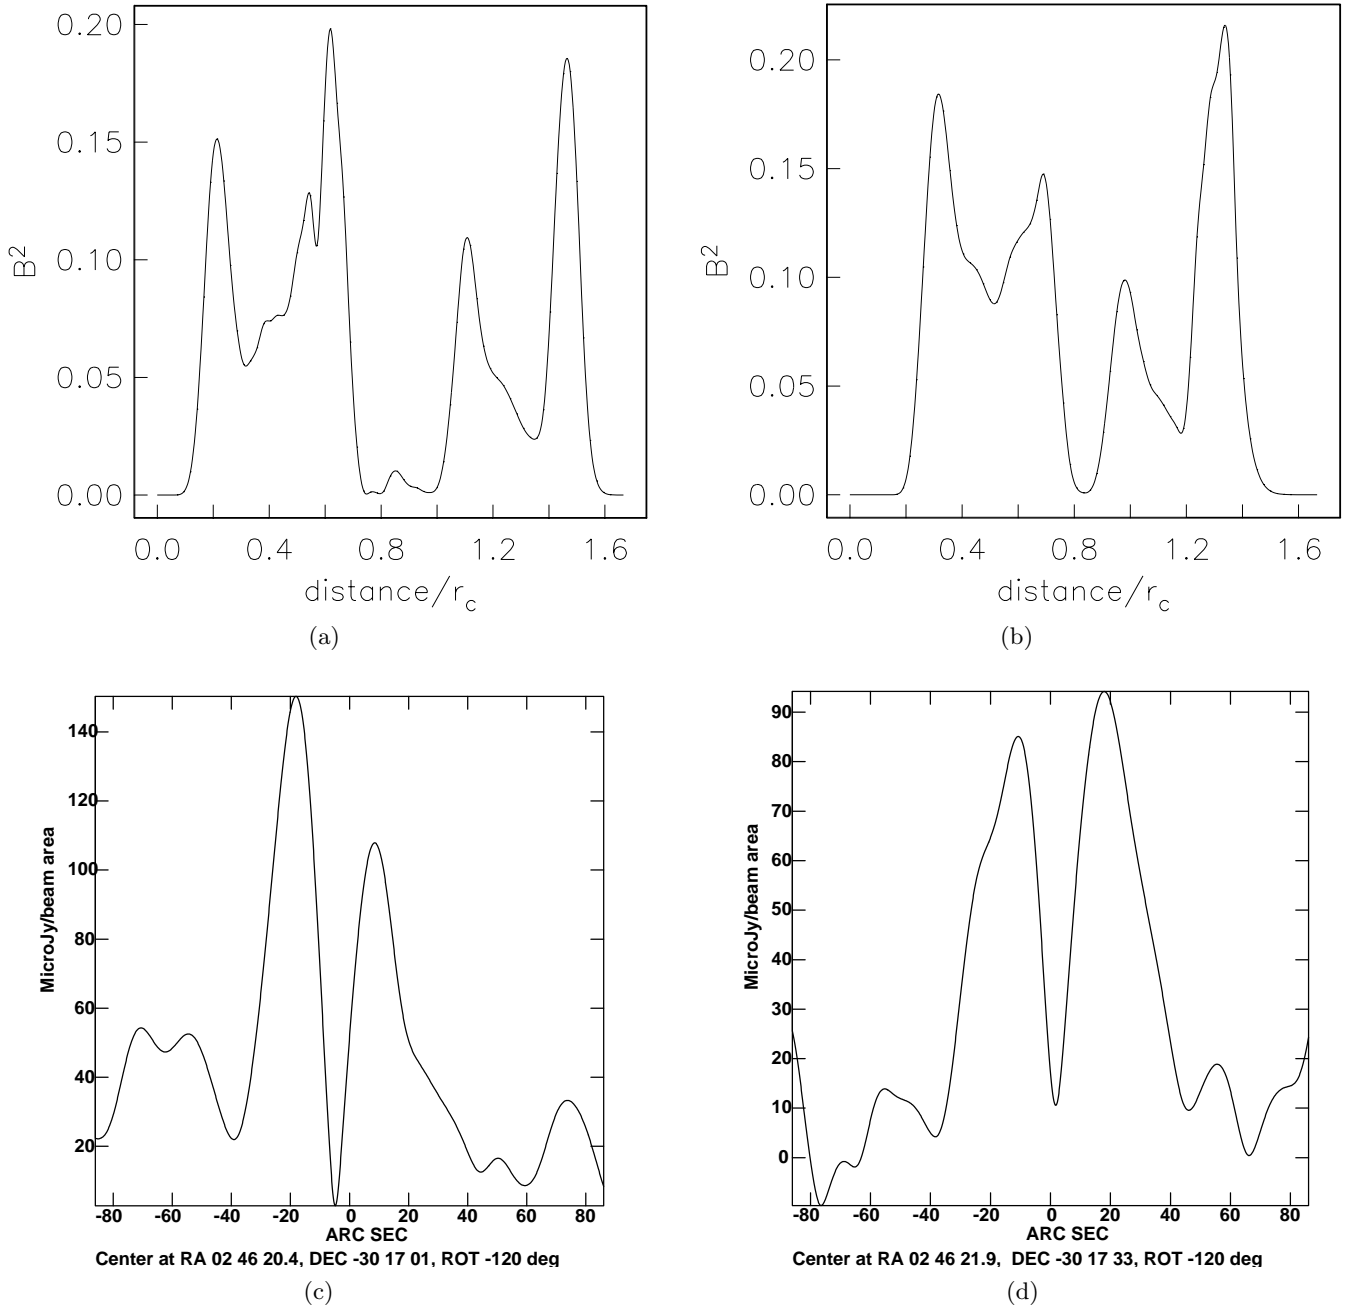 0.20
0.15
0.10
0.05
0.00
B²
0.0 0.4 0.8 1.2 1.6
distance/r_c
(a)
0.20
0.15
0.10
0.05
0.00
B²
0.0 0.4 0.8 1.2 1.6
distance/r_c
(b)
140
120
100
80
60
40
20
MicroJy/beam area
-80 -60 -40 -20 0 20 40 60 80
ARC SEC
Center at RA 02 46 20.4, DEC -30 17 01, ROT -120 deg
(c)
90
80
70
60
50
40
30
20
10
0
MicroJy/beam area
-80 -60 -40 -20 0 20 40 60 80
ARC SEC
Center at RA 02 46 21.9, DEC -30 17 33, ROT -120 deg
(d)